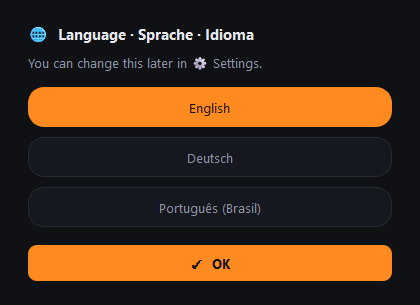 🌐 Language · Sprache · Idioma
You can change this later in ⚙️ Settings.
English
Deutsch
Português (Brasil)
✓ OK